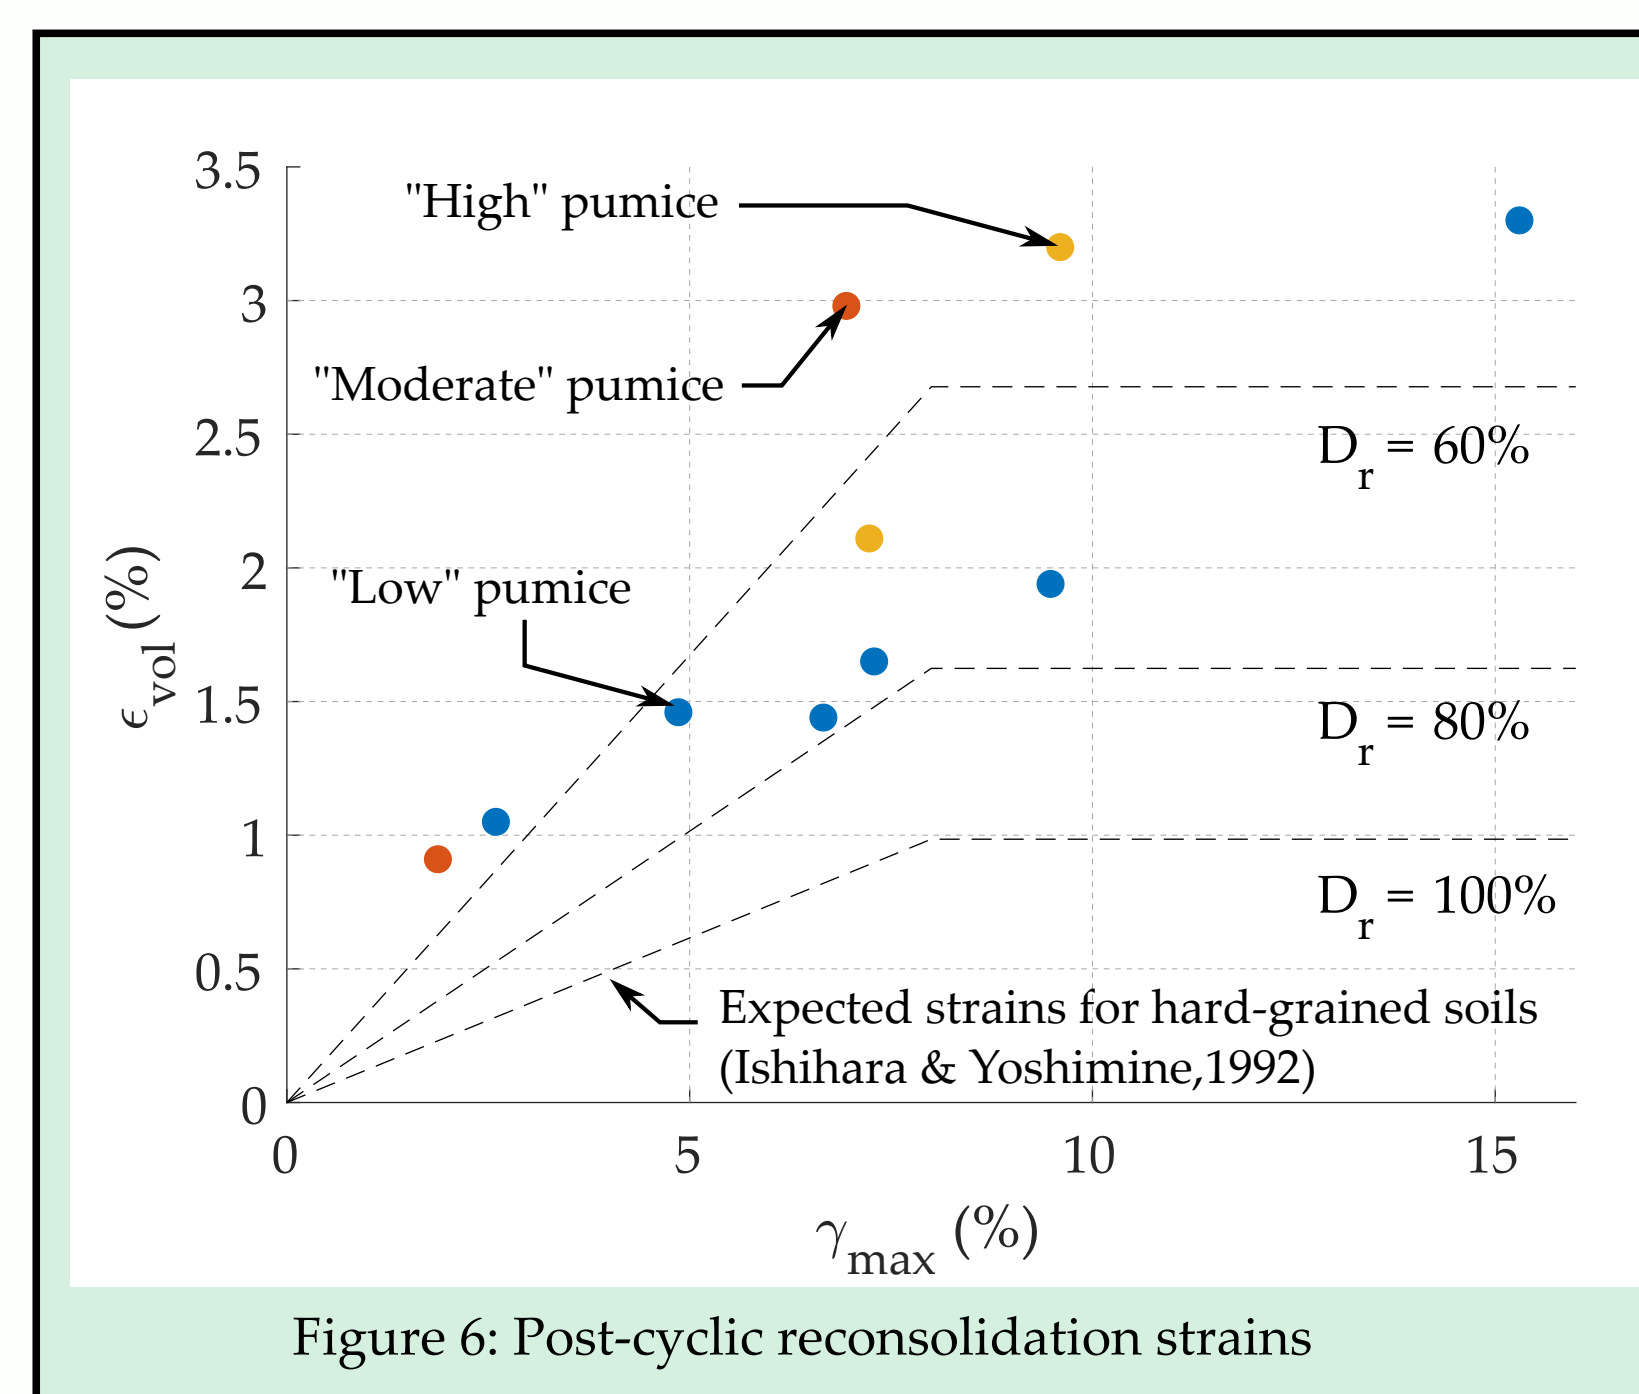 3.5
"High" pumice
3
"Moderate" pumice
2.5
Dr = 60%
2
"Low" pumice
ϵvol (%)
1.5
Dr = 80%
1
Dr = 100%
0.5
Expected strains for hard-grained soils
(Ishihara & Yoshimine,1992)
0
0 5 10 15
γmax (%)
Figure 6: Post-cyclic reconsolidation strains